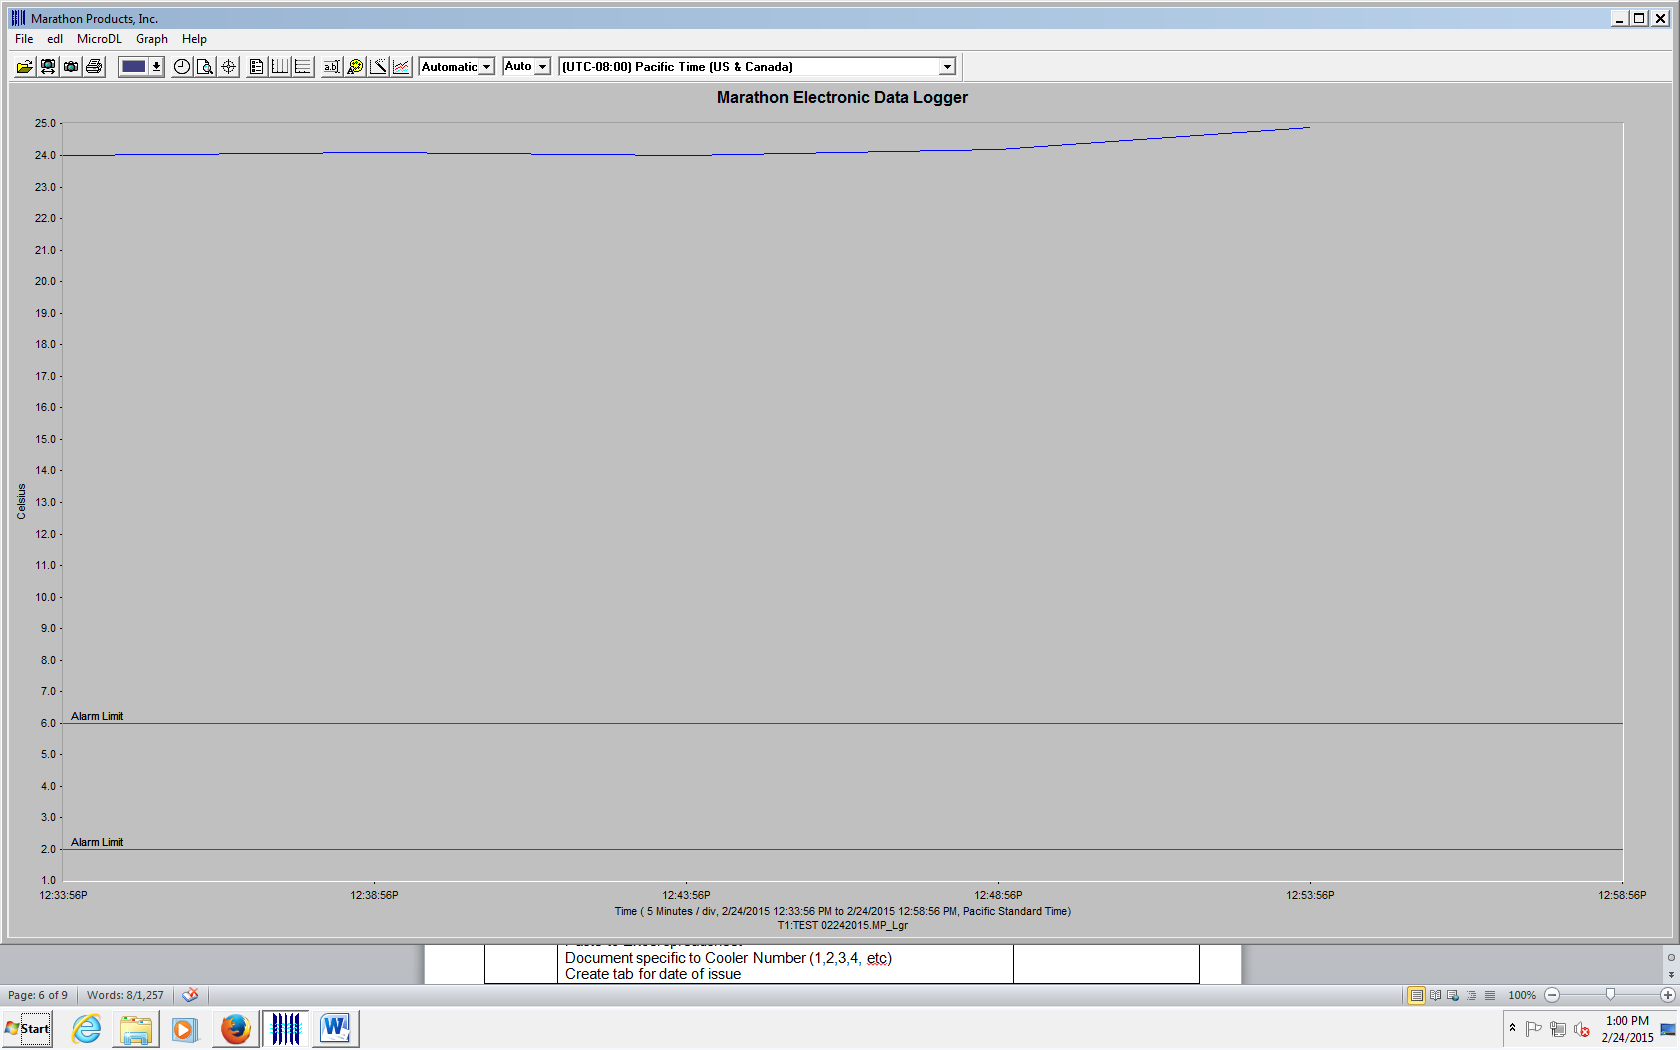 Marathon Products, Inc.
File edl MicroDL Graph Help
Automatic Auto (UTC-08:00) Pacific Time (US & Canada)
Marathon Electronic Data Logger
25.0
24.0
23.0
22.0
21.0
20.0
19.0
18.0
17.0
16.0
15.0
14.0
13.0
Celsius
12.0
11.0
10.0
9.0
8.0
7.0
Alarm Limit
6.0
5.0
4.0
3.0
Alarm Limit
2.0
1.0
12:33:56P 12:38:56P 12:43:56P 12:48:56P 12:53:56P 12:58:56P
Time ( 5 Minutes / div, 2/24/2015 12:33:56 PM to 2/24/2015 12:58:56 PM, Pacific Standard Time)
T1:TEST 02242015.MP_Lgr
Document specific to Cooler Number (1,2,3,4, etc)
Create tab for date of issue
Page: 6 of 9 Words: 8/1,257 100%
Start 1:00 PM
2/24/2015